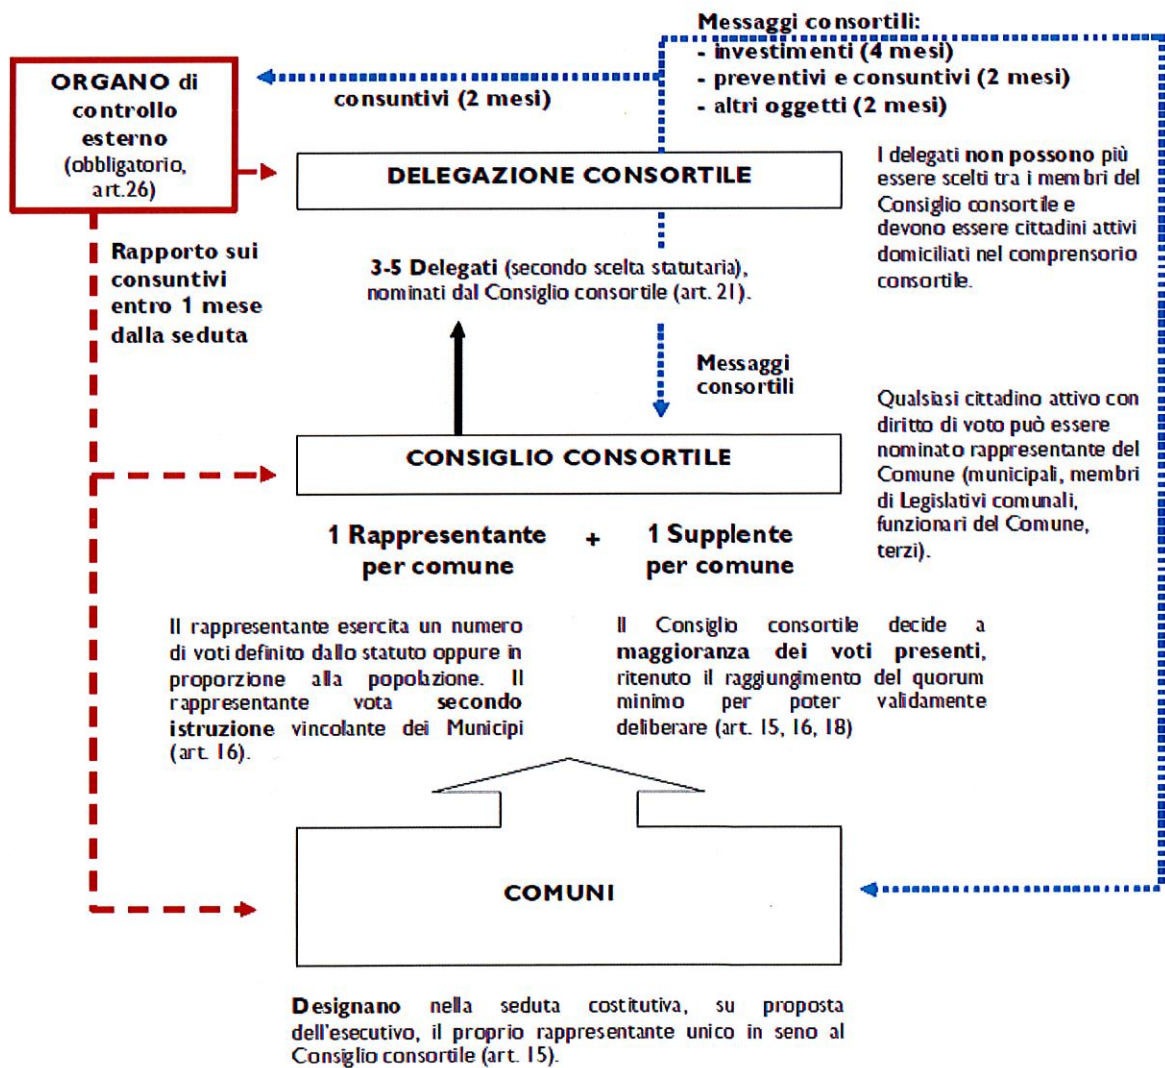 Messaggi consortili:
- investimenti (4 mesi)
- preventivi e consuntivi (2 mesi)
- altri oggetti (2 mesi)
ORGANO di
controllo
esterno
(obbligatorio,
art.26)
consuntivi (2 mesi)
DELEGAZIONE CONSORTILE
I delegati non possono più
essere scelti tra i membri del
Consiglio consortile e
devono essere cittadini attivi
domiciliati nel comprensorio
consortile.
Rapporto sui
consuntivi
entro 1 mese
dalla seduta
3-5 Delegati (secondo scelta statutaria),
nominati dal Consiglio consortile (art. 21).
Messaggi
consortili
Qualsiasi cittadino attivo con
diritto di voto può essere
nominato rappresentante del
Comune (municipali, membri
di Legislativi comunali,
funzionari del Comune,
terzi).
CONSIGLIO CONSORTILE
1 Rappresentante
per comune
+
1 Supplente
per comune
Il rappresentante esercita un numero
di voti definito dallo statuto oppure in
proporzione alla popolazione. Il
rappresentante vota secondo
istruzione vincolante dei Municipi
(art. 16).
Il Consiglio consortile decide a
maggioranza dei voti presenti,
ritenuto il raggiungimento del quorum
minimo per poter validamente
deliberare (art. 15, 16, 18)
COMUNI
Designano nella seduta costitutiva, su proposta
dell'esecutivo, il proprio rappresentante unico in seno al
Consiglio consortile (art. 15).